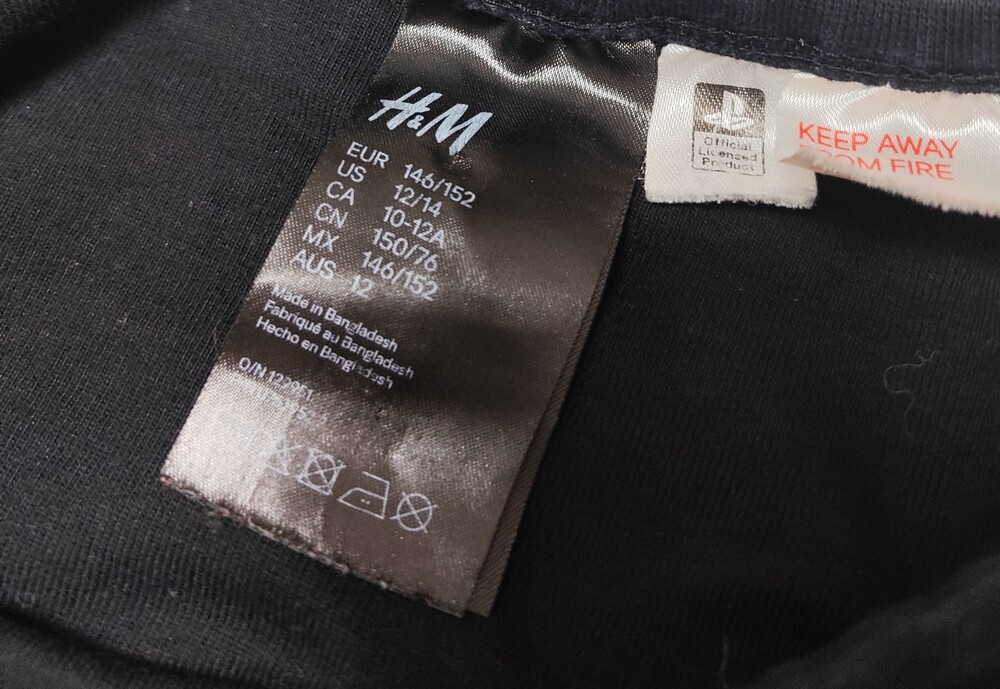 H&M
EUR 146/152
US 12/14
CA 10-12A
CN 150/76
MX 146/152
AUS 12
Made in Bangladesh
Fabriqué au Bangladesh
Hecho en Bangladesh
O/N
Official
Licensed
Product
KEEP AWAY
FROM FIRE